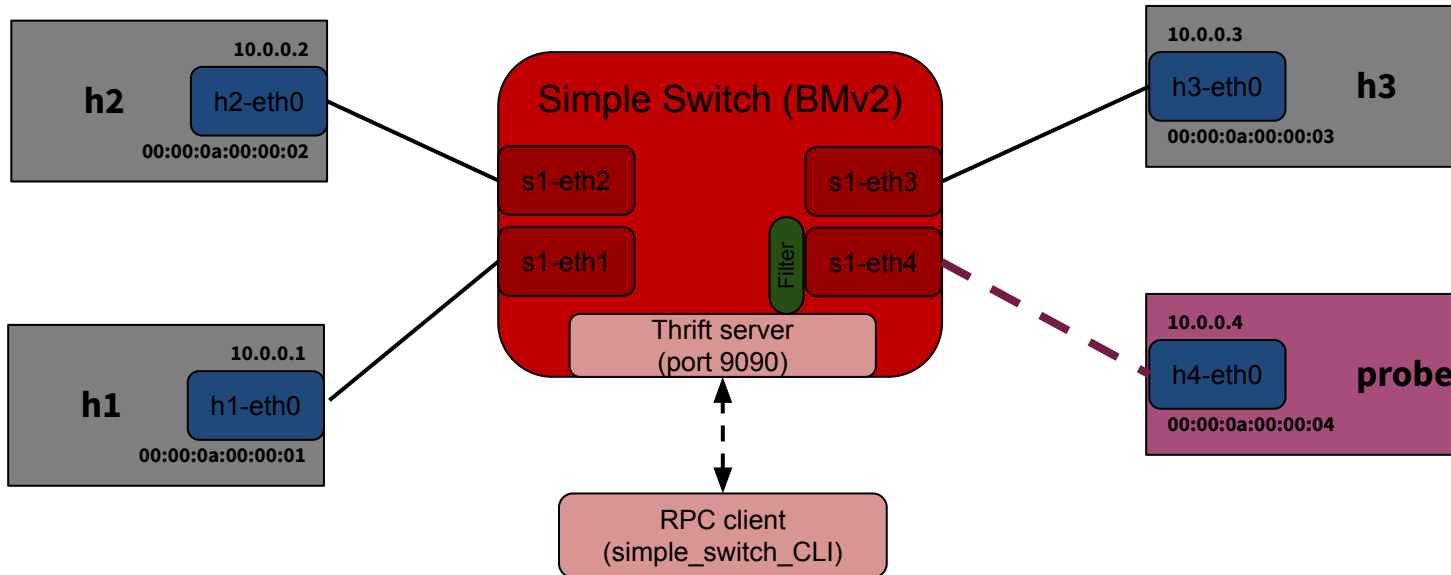 10.0.0.2
h2
h2-eth0
00:00:0a:00:00:02
10.0.0.1
h1
h1-eth0
00:00:0a:00:00:01
Simple Switch (BMv2)
s1-eth2
s1-eth3
s1-eth1
Filter
s1-eth4
Thrift server
(port 9090)
RPC client
(simple_switch_CLI)
10.0.0.3
h3-eth0
h3
00:00:0a:00:00:03
10.0.0.4
h4-eth0
probe
00:00:0a:00:00:04